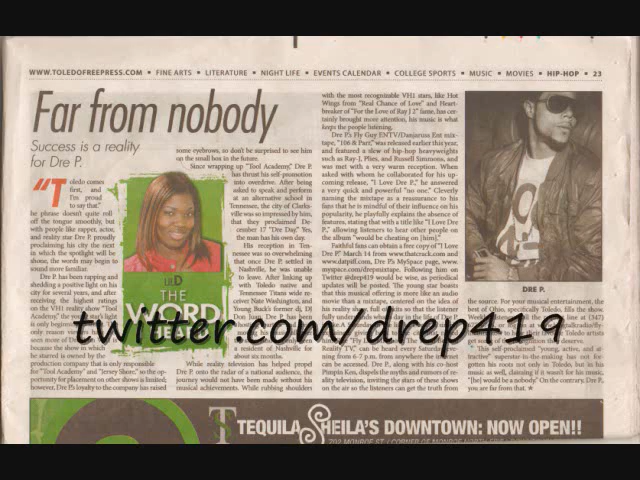 WWW.TOLEDOFREEPRESS.COM • FINE ARTS • LITERATURE • NIGHT LIFE • EVENTS CALENDAR • COLLEGE SPORTS • MUSIC • MOVIES • HIP-HOP • 23
Far from nobody
Success is a reality
for Dre P.
"Toledo comes
first, and
I'm proud
to say that."
he phrase doesn't quite roll
off the tongue smoothly, but
with people like rapper, actor,
and reality star Dre P. proudly
proclaiming his city the next
in which the spotlight will be
shone, the words may begin to
sound more familiar.
Dre P. has been rapping and
shedding a positive light on his
city for several years, and after
receiving the highest ratings
on the VH1 reality show "Tool
because the show in which
he starred is owned by the
production company that is only responsible
for "Tool Academy" and "Jersey Shore," so the op-
portunity for placement on other shows is limited;
however, Dre P.'s loyalty to the company has raised
some eyebrows, so don't be surprised to see him
on the small box in the future.
Since wrapping up "Tool Academy," Dre P.
has thrust his self-promotion
into overdrive. After being
asked to speak and perform
at an alternative school in
Tennessee, the city of Clarks-
ville was so impressed by him,
that they proclaimed De-
cember 17 "Dre Day." Yes,
the man has his own day.
His reception in Ten-
nessee was so overwhelming
that once Dre P. settled in
Nashville, he was unable
to leave. After linking up
with Toledo native and
Tennessee Titans wide re-
ceiver Nate Washington, and
Young Bucks former dj, DJ
resident of Nashville for
about six months.
While reality television has helped propel
Dre P. onto the radar of a national audience, the
journey would not have been made without his
musical achievements. While rubbing shoulders
THE
WORD
twitter.com/drep419
with the most recognizable VH1 stars, like Hot
Wings from "Real Chance of Love" and Heart-
breaker of "For the Love of Ray J 2" fame, has cer-
tainly brought more attention, his music is what
keeps the people listening.
Dre P.'s Fly Guy ENTV/Danjaruss Ent mix-
tape, "106 & Part," was released earlier this year,
and featured a slew of hip-hop heavyweights
such as Ray-J, Plies, and Russell Simmons, and
was met with a very warm reception. When
asked with whom he collaborated for his up-
coming release, "I Love Dre P.," he answered
a very quick and powerful "no one." Cleverly
naming the mixtape as a reassurance to his
fans that he is mindful of their influence on his
popularity, he playfully explains the absence of
features, stating that with a title like "I Love Dre
P.," allowing listeners to hear other people on
the album "would be cheating on [him]."
Faithful fans can obtain a free copy of "I Love
Dre P." March 14 from www.thatcrack.com and
www.datpiff.com, Dre P.'s MySpace page, www.
myspace.com/drepmixtape. Following him on
Twitter @drep419 would be wise, as periodical
updates will be posted. The young star boasts
that this musical offering is more like an audio
movie than a mixtape, centered on the idea of
Reality TV," can be heard every Saturday eve-
ning from 6-7 p.m. from anywhere the internet
can be accessed. Dre P., along with his co-host
Pimpin Ken, dispels the myths and rumors of re-
ality television, inviting the stars of these shows
on the air so the listeners can get the truth from
DRE P.
the source. For your musical entertainment, the
best of Ohio, specifically Toledo, fills the show.
This self proclaimed "young, active, and at-
tractive" superstar-in-the-making has not for-
gotten his roots not only in Toledo, but in his
music as well, claiming if it wasn't for his music,
"[he] would be a nobody." On the contrary, Dre P.,
you are far from that. ★
TEQUILA SHEILA'S DOWNTOWN: NOW OPEN!!